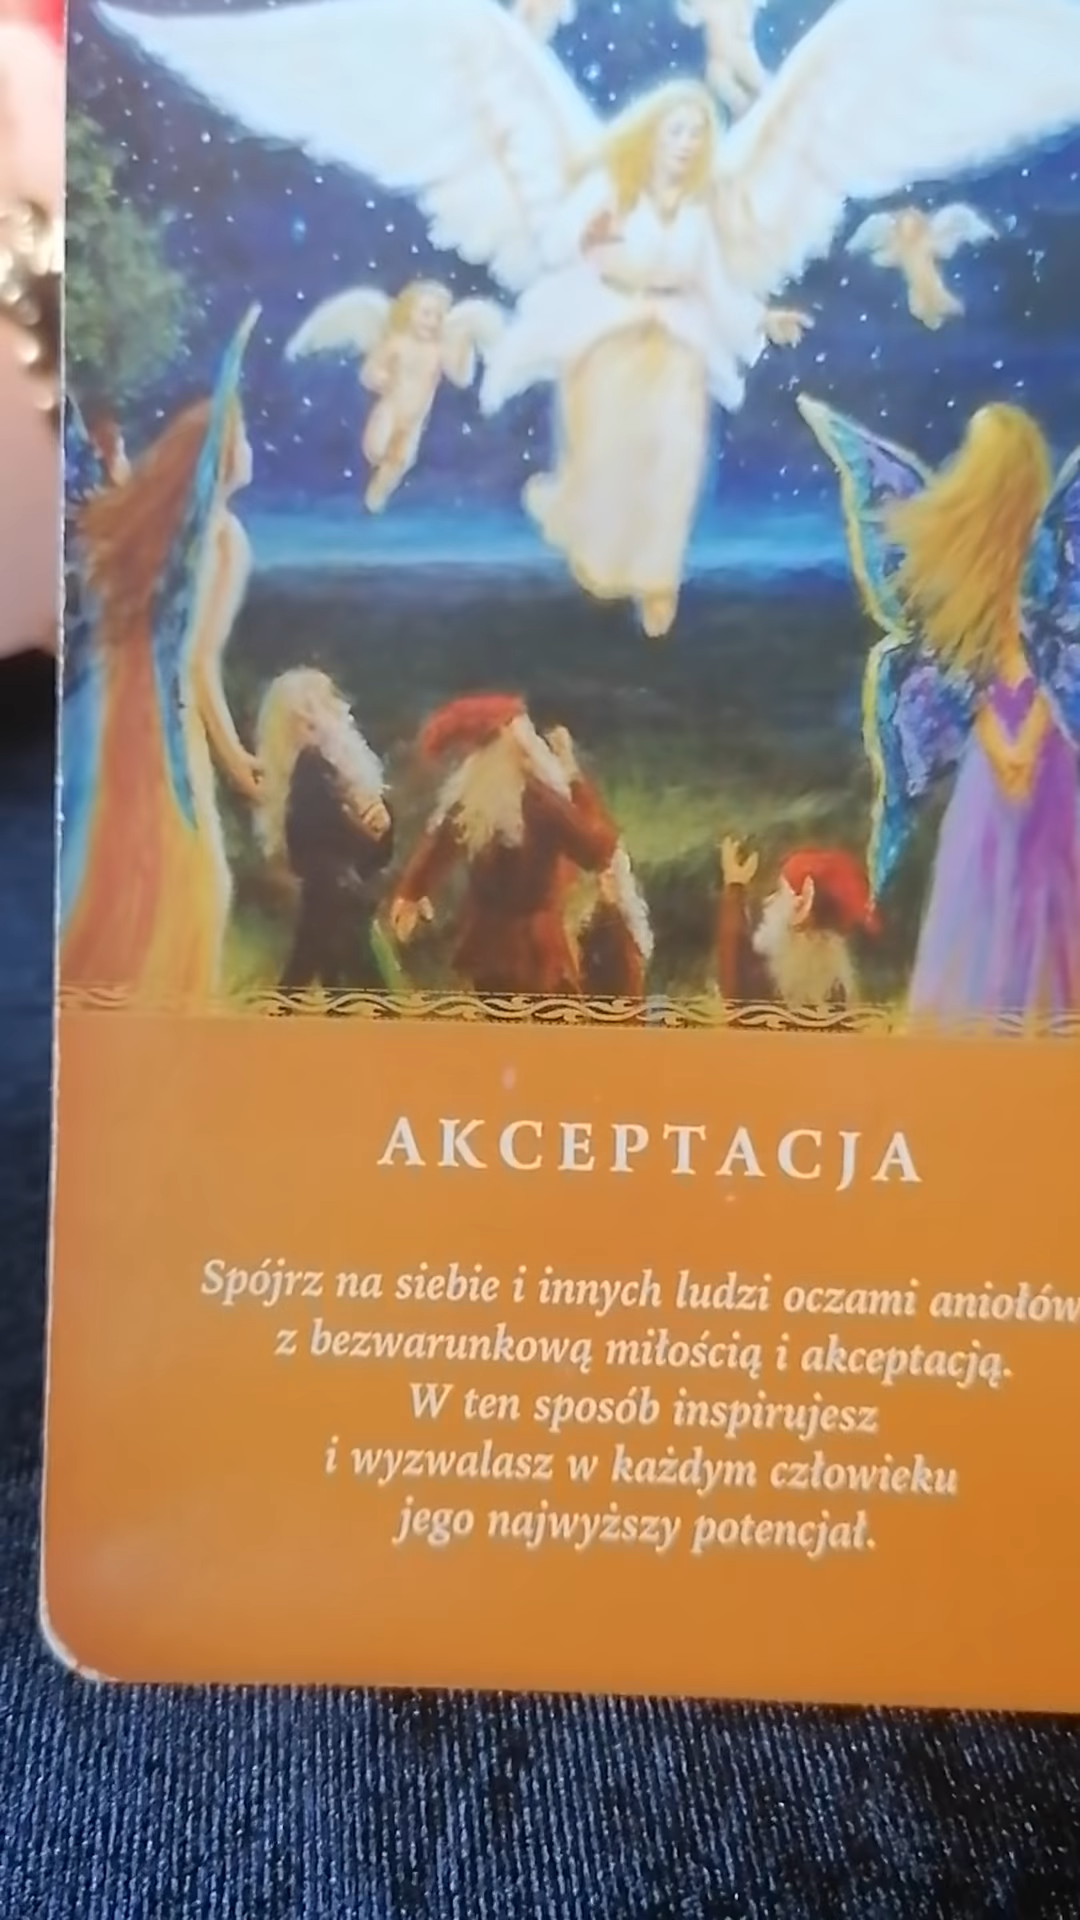 AKCEPTACJA
Spójrz na siebie i innych ludzi oczami aniołów
z bezwarunkową miłością i akceptacją.
W ten sposób inspirujesz
i wyzwalasz w każdym człowieku
jego najwyższy potencjał.